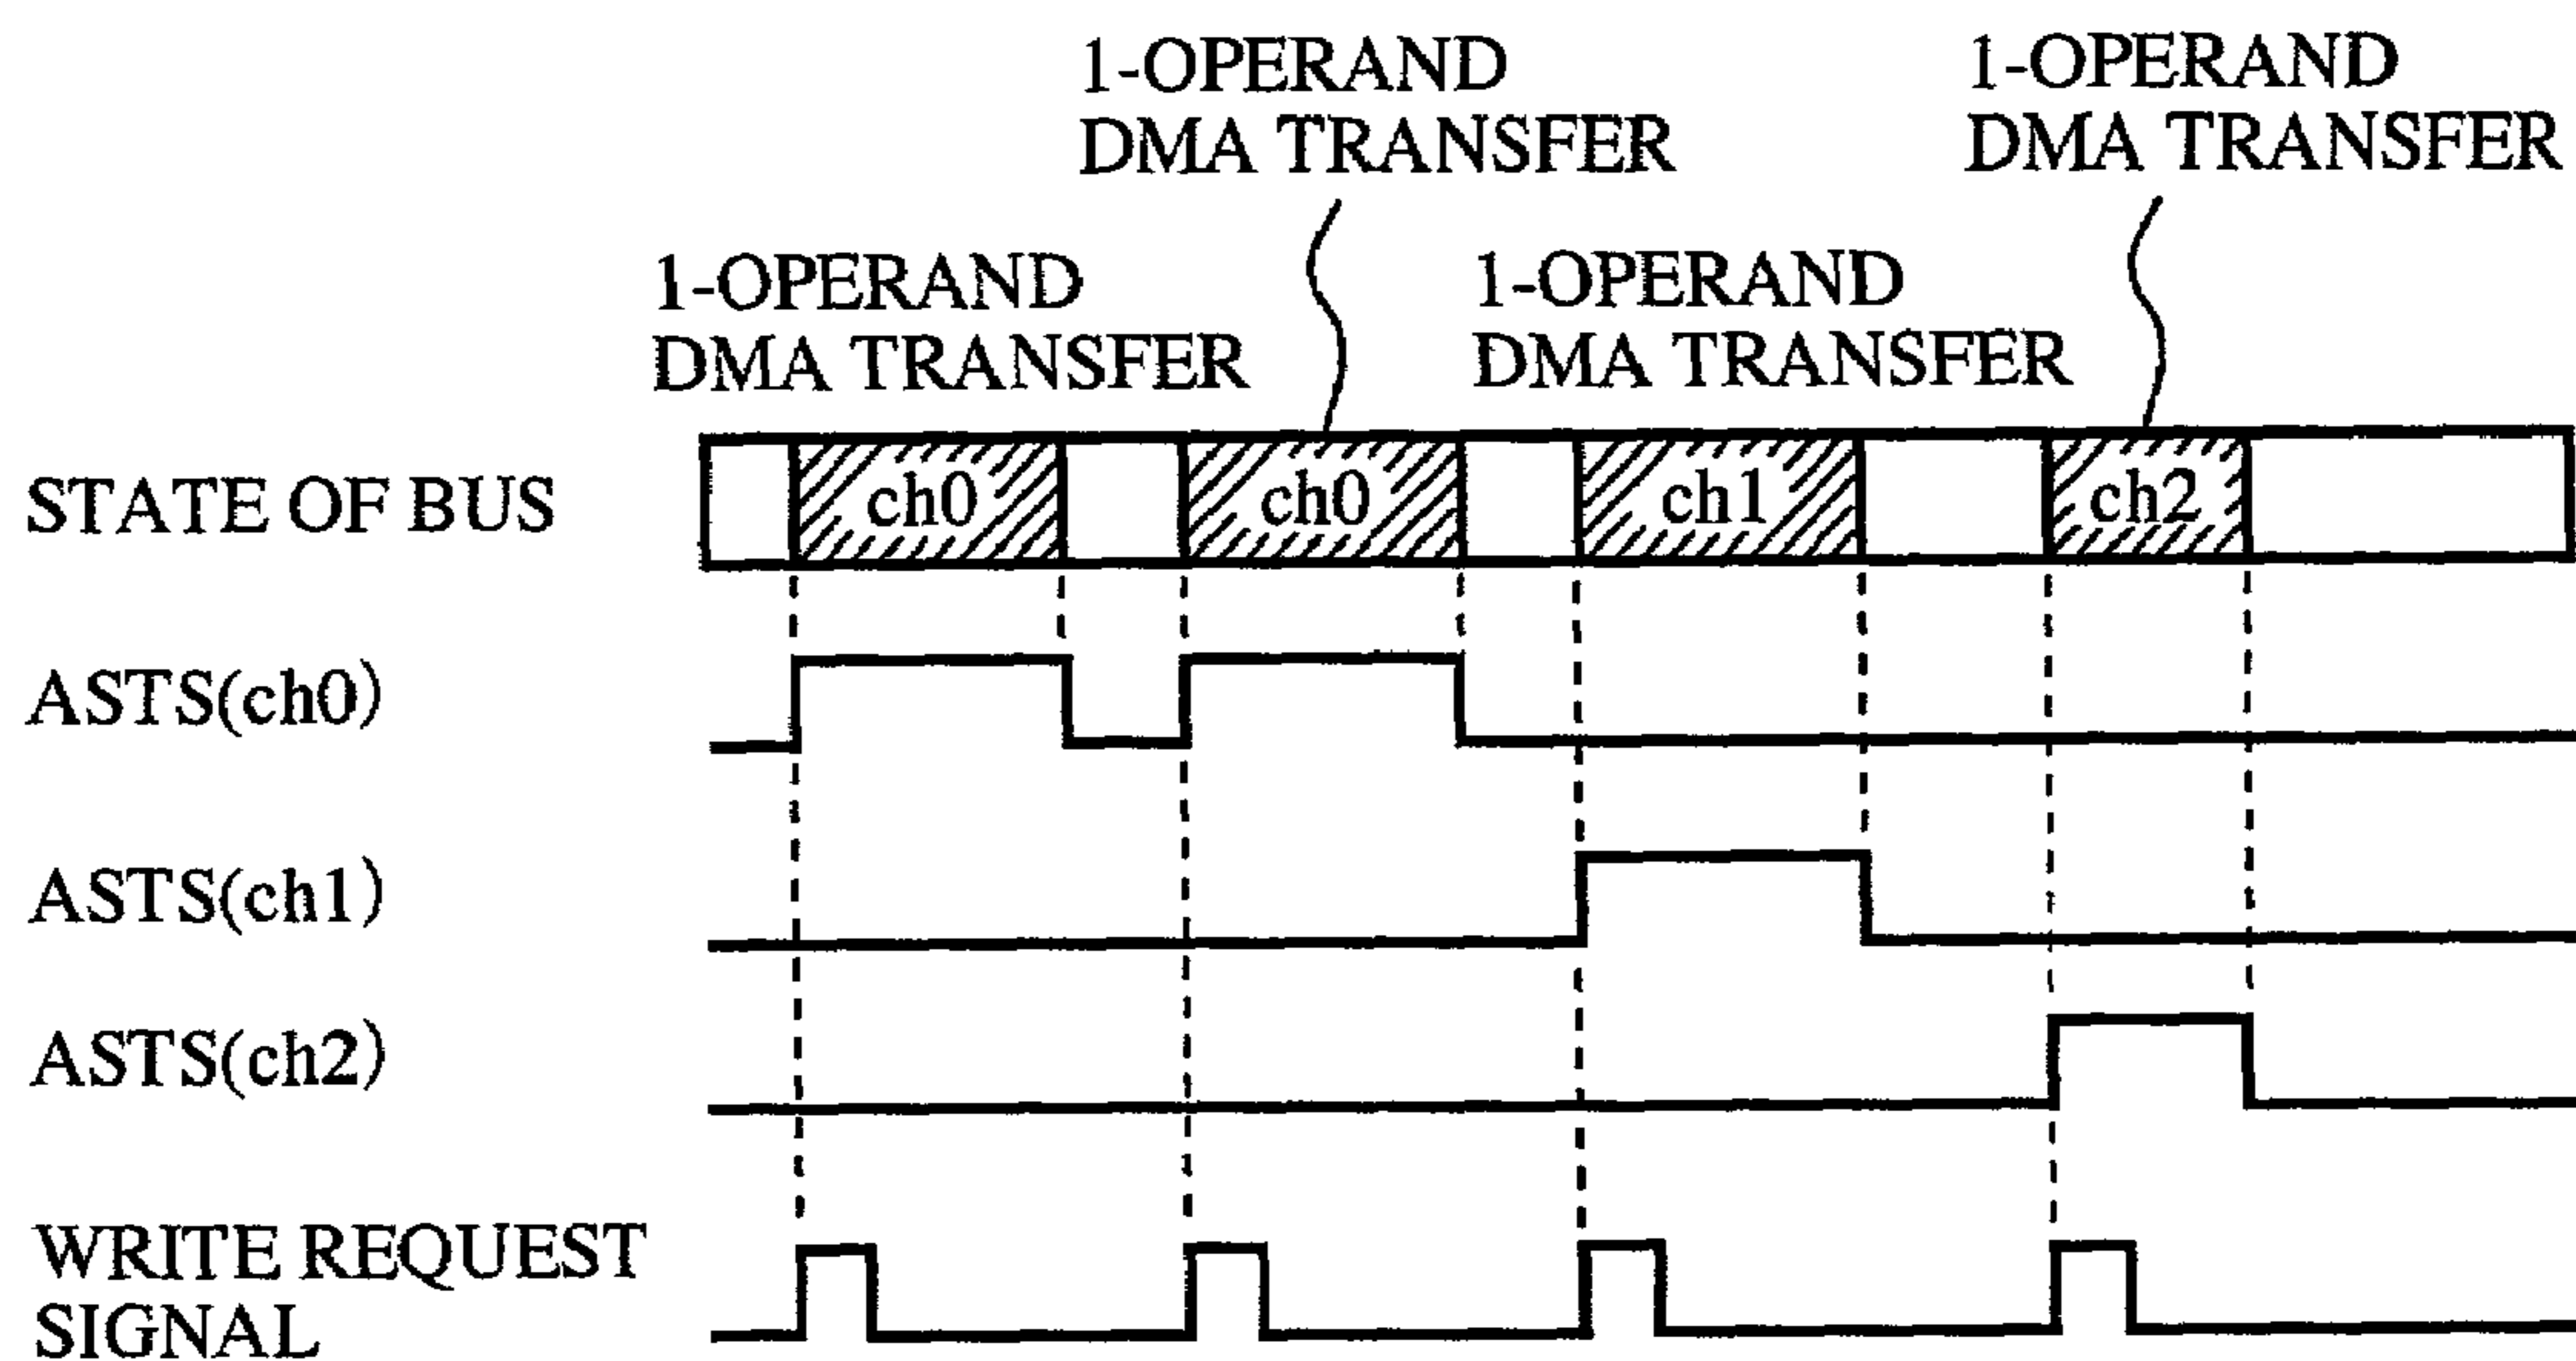 1-OPERAND
DMA TRANSFER
1-OPERAND
DMA TRANSFER
1-OPERAND
DMA TRANSFER
1-OPERAND
DMA TRANSFER
STATE OF BUS
ch0
ch0
ch1
ch2
ASTS(ch0)
ASTS(ch1)
ASTS(ch2)
WRITE REQUEST
SIGNAL